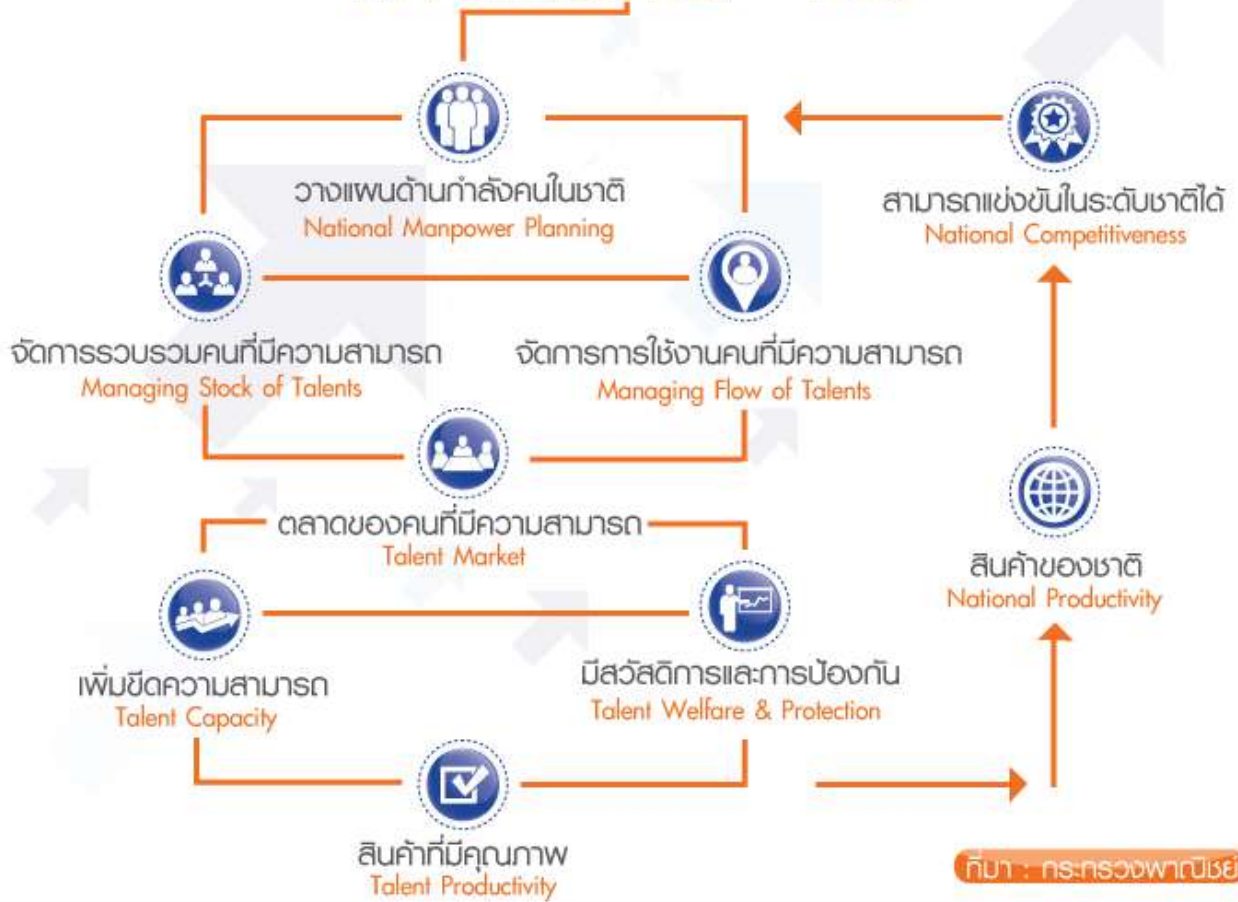 วางแผนด้านกำลังคนในชาติ
National Manpower Planning
สามารถแข่งขันในระดับชาติได้
National Competitiveness
จัดการรวบรวมคนที่มีความสามารถ
Managing Stock of Talents
จัดการการใช้งานคนที่มีความสามารถ
Managing Flow of Talents
ตลาดของคนที่มีความสามารถ
Talent Market
สินค้าของชาติ
National Productivity
เพิ่มขีดความสามารถ
Talent Capacity
มีสวัสดิการและการป้องกัน
Talent Welfare & Protection
สินค้าที่มีคุณภาพ
Talent Productivity
ที่มา : กระทรวงพาณิชย์